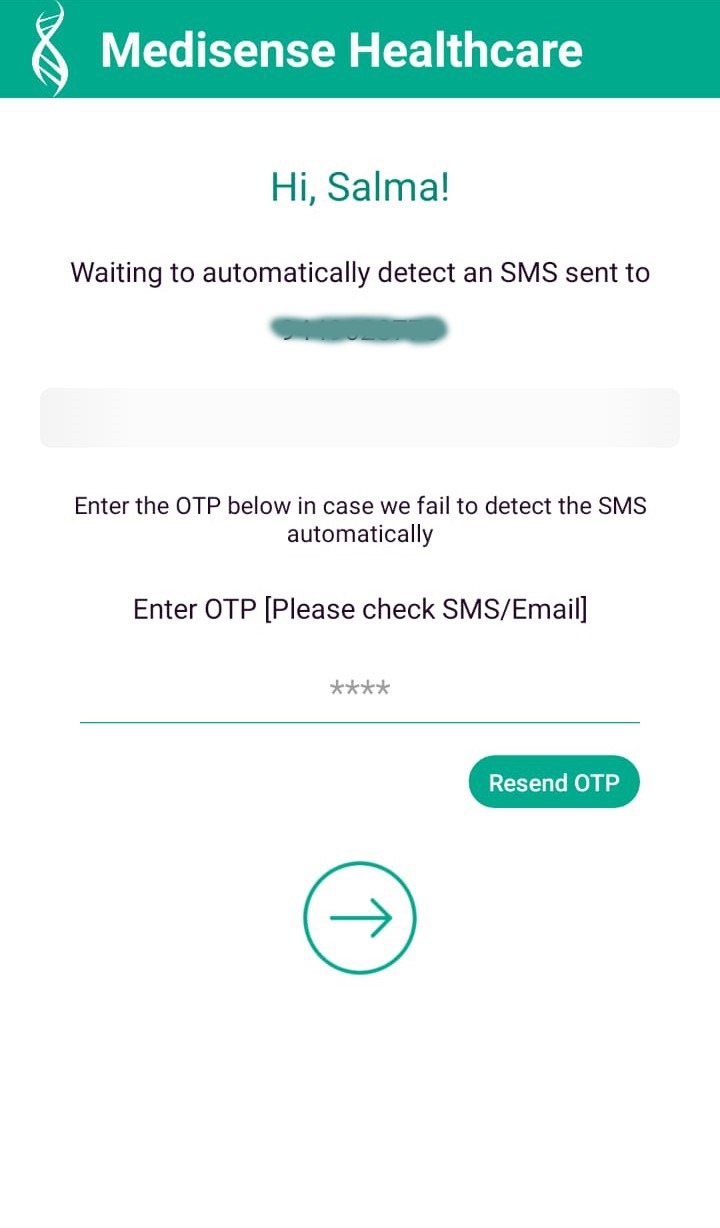 Medisense Healthcare
Hi, Salma!
Waiting to automatically detect an SMS sent to
Enter the OTP below in case we fail to detect the SMS
automatically
Enter OTP [Please check SMS/Email]
****
Resend OTP